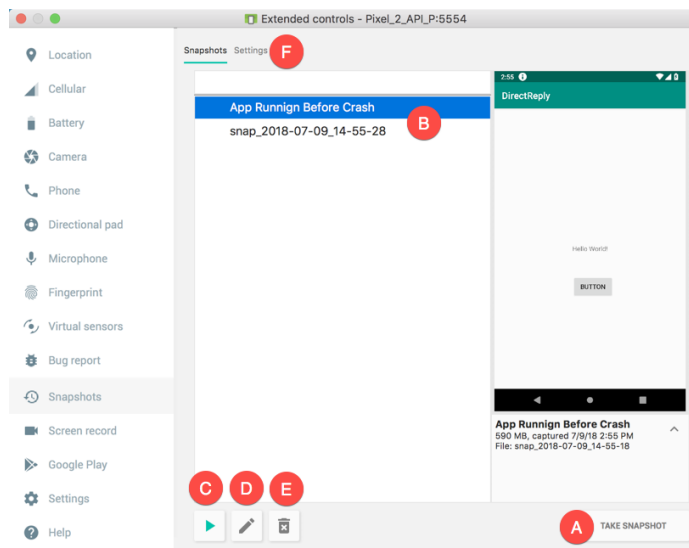 Extended controls - Pixel_2_API_P:5554
Location
Cellular
Battery
Camera
Phone
Directional pad
Microphone
Fingerprint
Virtual sensors
Bug report
Snapshots
Screen record
Google Play
Settings
Help
Snapshots Settings F
App Runnign Before Crash
B
snap_2018-07-09_14-55-28
2:55
DirectReply
Hello World!
BUTTON
App Runnign Before Crash
590 MB, captured 7/9/18 2:55 PM
File: snap_2018-07-09_14-55-18
C D E
A TAKE SNAPSHOT